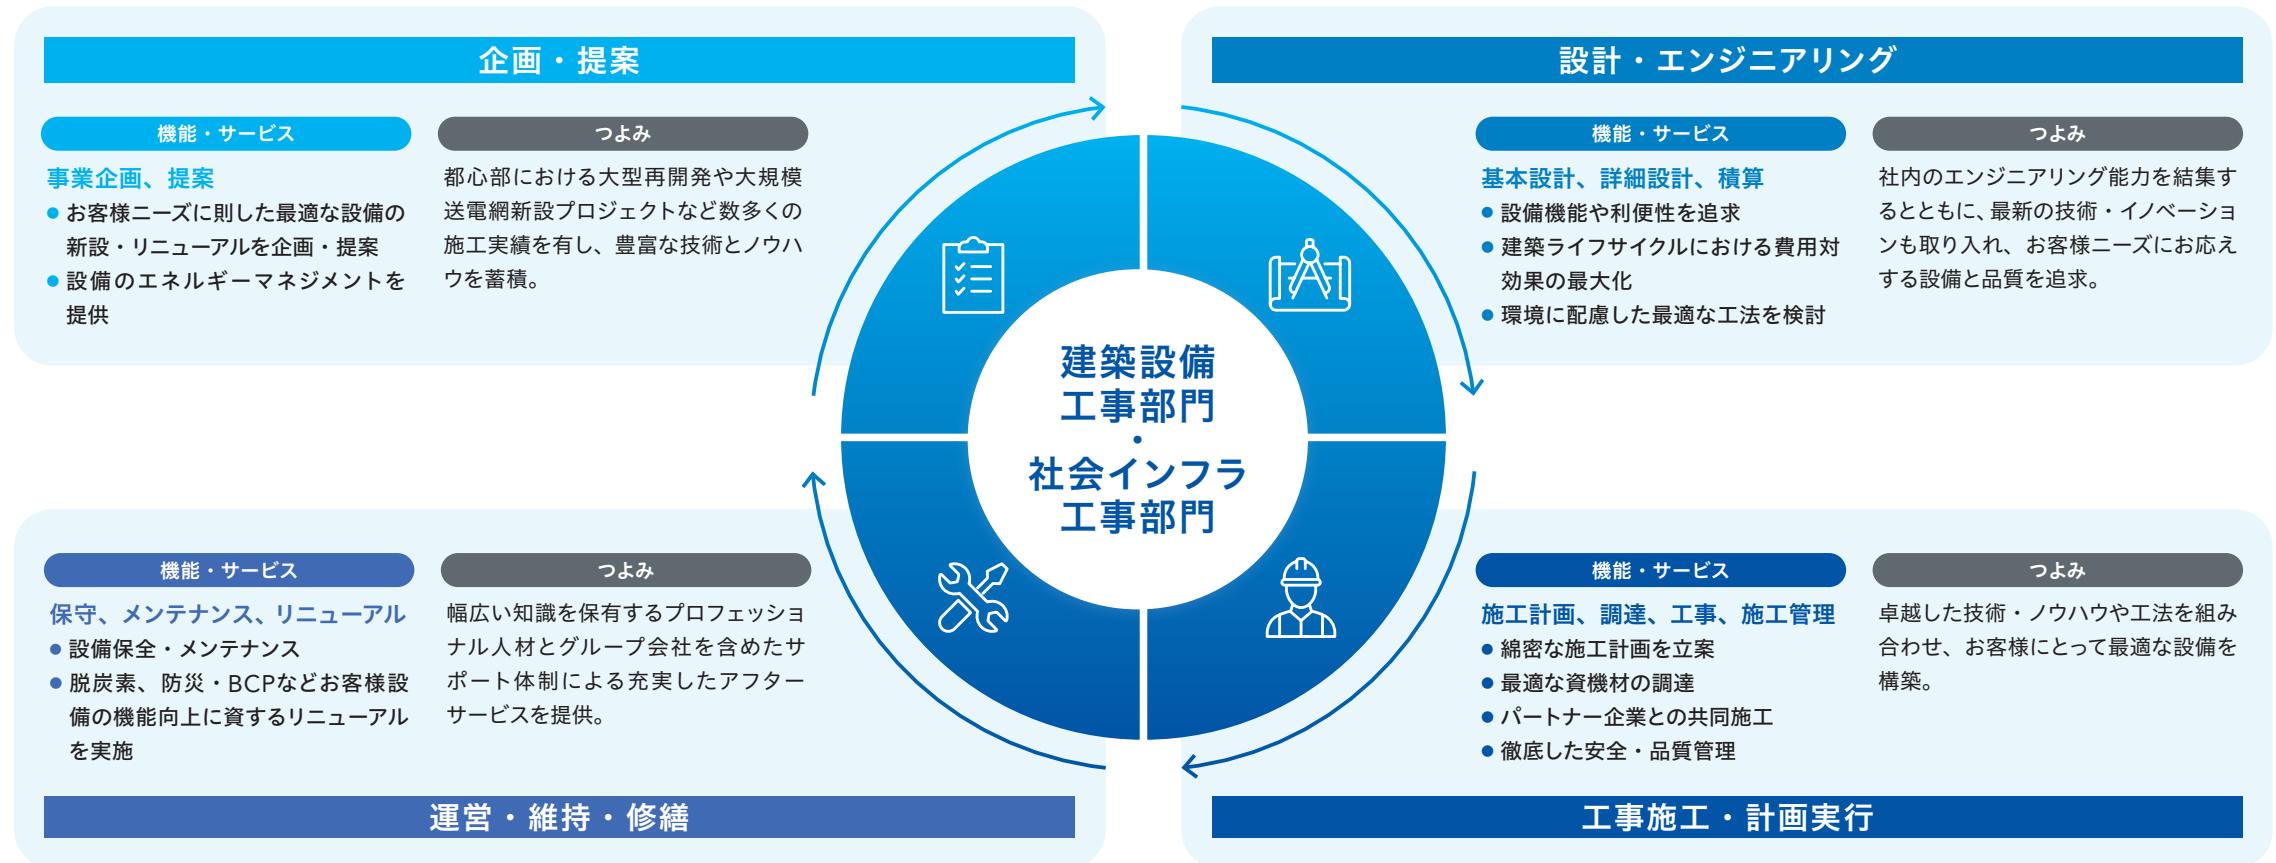 企画・提案
機能・サービス
事業企画、提案
● お客様ニーズに則した最適な設備の
新設・リニューアルを企画・提案
● 設備のエネルギーマネジメントを
提供
つよみ
都心部における大型再開発や大規模
送電網新設プロジェクトなど数多くの
施工実績を有し、豊富な技術とノウハ
ウを蓄積。
設計・エンジニアリング
機能・サービス
基本設計、詳細設計、積算
● 設備機能や利便性を追求
● 建築ライフサイクルにおける費用対
効果の最大化
● 環境に配慮した最適な工法を検討
つよみ
社内のエンジニアリング能力を結集す
るとともに、最新の技術・イノベーショ
ンも取り入れ、お客様ニーズにお応え
する設備と品質を追求。
建築設備
工事部門
・
社会インフラ
工事部門
機能・サービス
保守、メンテナンス、リニューアル
● 設備保全・メンテナンス
● 脱炭素、防災・BCPなどお客様設
備の機能向上に資するリニューアル
を実施
つよみ
幅広い知識を保有するプロフェッショ
ナル人材とグループ会社を含めたサ
ポート体制による充実したアフター
サービスを提供。
運営・維持・修繕
機能・サービス
施工計画、調達、工事、施工管理
● 綿密な施工計画を立案
● 最適な資機材の調達
● パートナー企業との共同施工
● 徹底した安全・品質管理
つよみ
卓越した技術・ノウハウや工法を組み
合わせ、お客様にとって最適な設備を
構築。
工事施工・計画実行